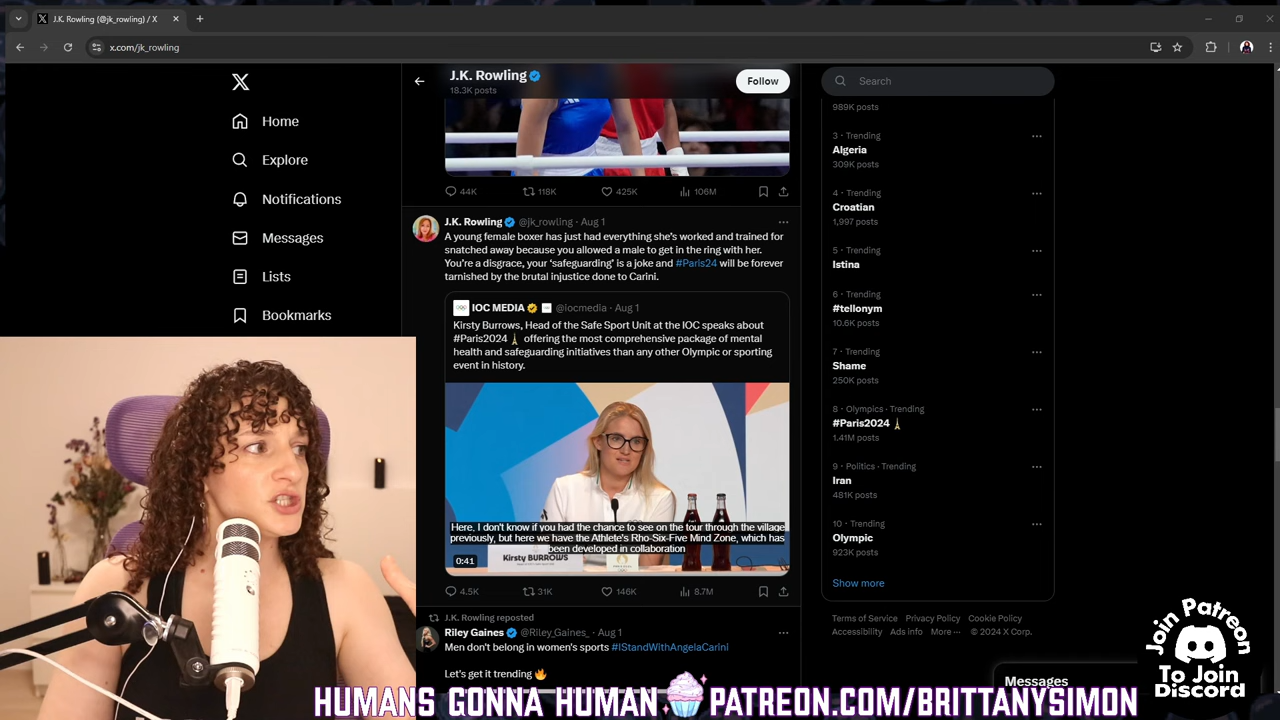 J.K. Rowling (@jk_rowling) / X
x.com/jk_rowling
J.K. Rowling
18.3K posts
Follow
Search
Home
Explore
Notifications
Messages
Lists
Bookmarks
44K 118K 425K 106M
J.K. Rowling @jk_rowling · Aug 1
A young female boxer has just had everything she's worked and trained for
snatched away because you allowed a male to get in the ring with her.
You're a disgrace, your 'safeguarding' is a joke and #Paris24 will be forever
tarnished by the brutal injustice done to Carini.
IOC MEDIA @iocmedia · Aug 1
Kirsty Burrows, Head of the Safe Sport Unit at the IOC speaks about
#Paris2024 offering the most comprehensive package of mental
health and safeguarding initiatives than any other Olympic or sporting
event in history.
Here, I don't know if you had the chance to see on the tour through the village
previously, but here we have the Athlete's Rho-Six-Five Mind Zone, which has
been developed in collaboration
Kirsty BURROWS
0:41
4.5K 31K 146K 8.7M
J.K. Rowling reposted
Riley Gaines @Riley_Gaines_ · Aug 1
Men don't belong in women's sports #IStandWithAngelaCarini
Let's get it trending
989K posts
3 · Trending
Algeria
309K posts
4 · Trending
Croatian
1,997 posts
5 · Trending
Istina
6 · Trending
#tellonym
10.6K posts
7 · Trending
Shame
250K posts
8 · Olympics · Trending
#Paris2024
1.41M posts
9 · Politics · Trending
Iran
481K posts
10 · Trending
Olympic
923K posts
Show more
Terms of Service Privacy Policy Cookie Policy
Accessibility Ads info More ··· © 2024 X Corp.
Messages
Join Patreon
To Join
Discord
HUMANS GONNA HUMAN PATREON.COM/BRITTANYSIMON